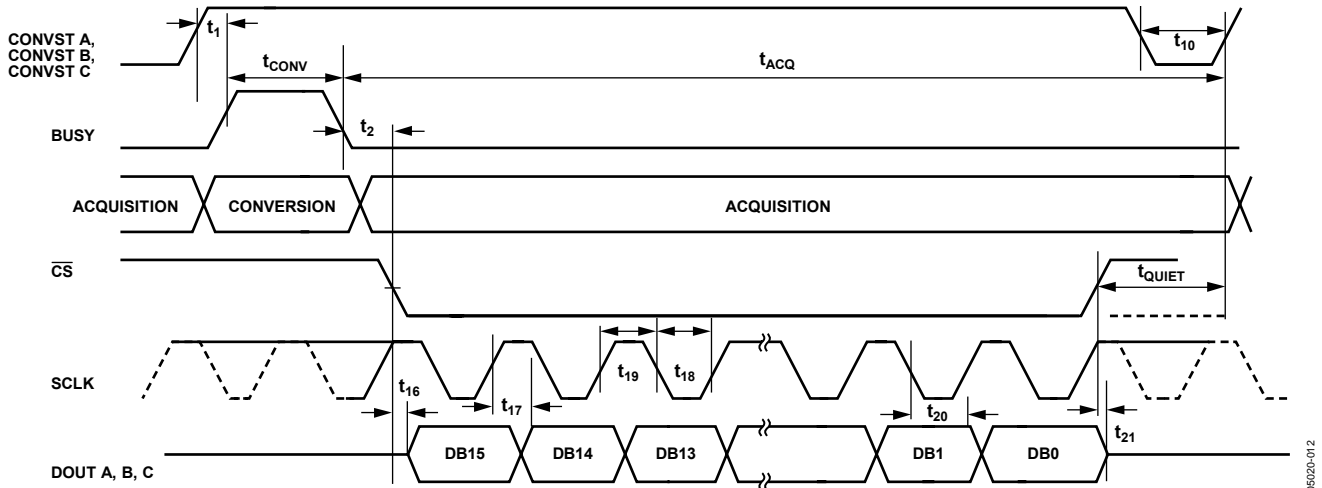 CONVST A,
CONVST B,
CONVST C
t1
tCONV
tACQ
t10
BUSY
t2
ACQUISITION CONVERSION ACQUISITION
CS
tQUIET
SCLK
t16
t17
t19
t18
t20
t21
DOUT A, B, C
DB15 DB14 DB13 DB1 DB0
05020-012